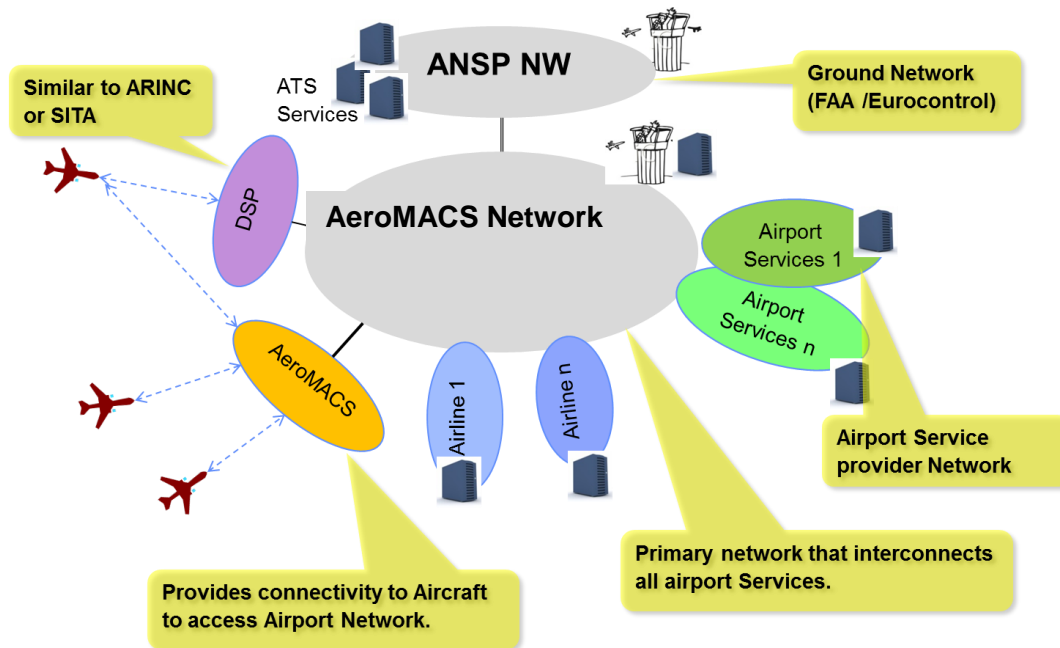 ANSP NW
Similar to ARINC
or SITA
ATS
Services
Ground Network
(FAA /Eurocontrol)
DSP
AeroMACS Network
Airport
Services 1
Airport
Services n
AeroMACS
Airline 1
Airline n
Airport Service
provider Network
Primary network that interconnects
all airport Services.
Provides connectivity to Aircraft
to access Airport Network.